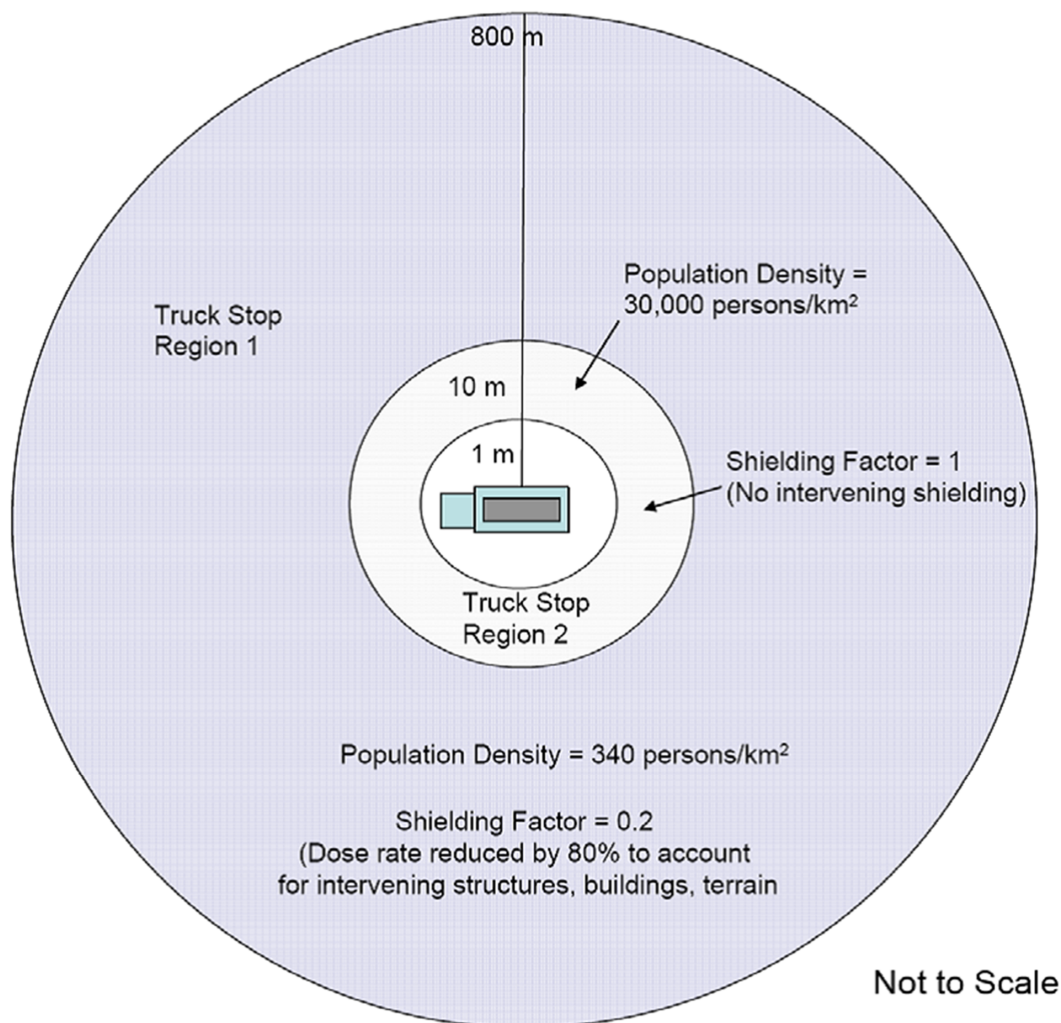 800 m
Population Density =
30,000 persons/km²
Truck Stop
Region 1
10 m
1 m
Shielding Factor = 1
(No intervening shielding)
Truck Stop
Region 2
Population Density = 340 persons/km²
Shielding Factor = 0.2
(Dose rate reduced by 80% to account
for intervening structures, buildings, terrain
Not to Scale